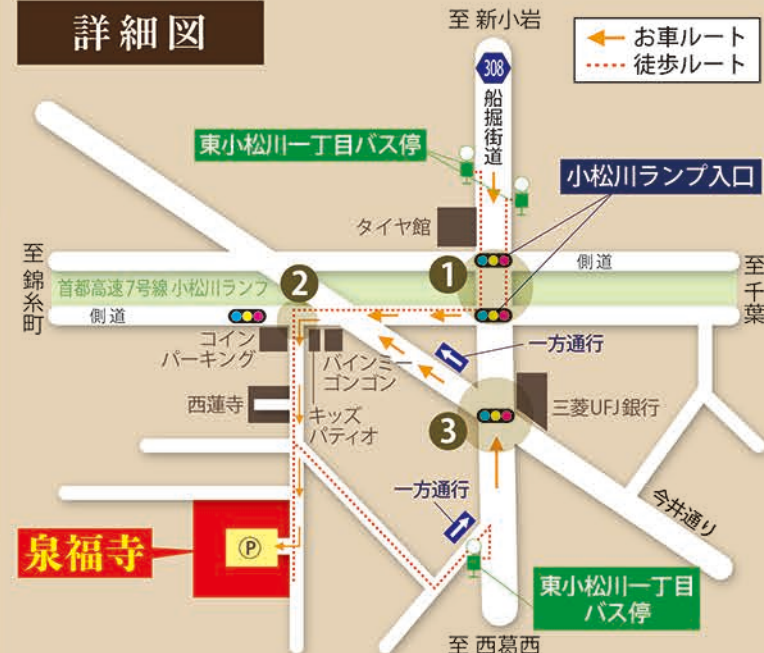 詳細図
至 新小岩
お車ルート
徒歩ルート
308
船堀街道
東小松川一丁目バス停
小松川ランプ入口
タイヤ館
至 錦糸町
側道
至 千葉
首都高速7号線 小松川ランプ
1
2
側道
コイン
パーキング
バインミー
ゴンゴン
一方通行
西蓮寺
キッズ
パティオ
三菱UFJ銀行
3
一方通行
今井通り
泉福寺
P
東小松川一丁目
バス停
至 西葛西